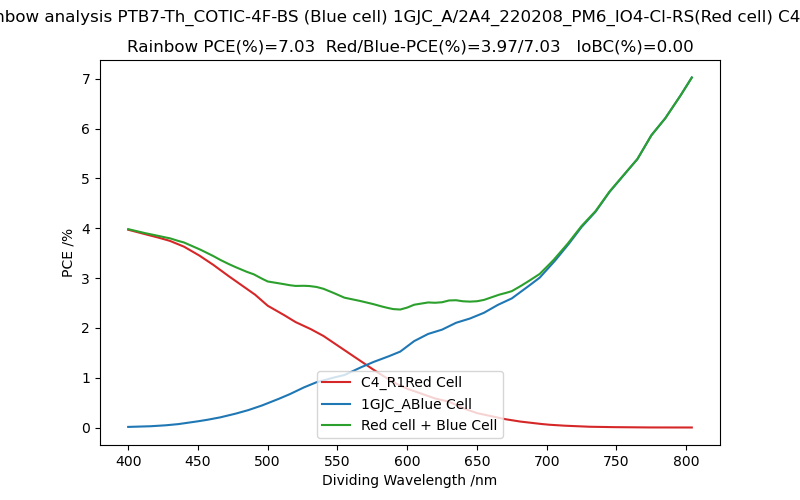 nbow analysis PTB7-Th_COTIC-4F-BS (Blue cell) 1GJC_A/2A4_220208_PM6_IO4-Cl-RS(Red cell) C4
Rainbow PCE(%)=7.03 Red/Blue-PCE(%)=3.97/7.03 IoBC(%)=0.00
7
6
5
4
3
2
1
0
PCE /%
C4_R1Red Cell
1GJC_ABlue Cell
Red cell + Blue Cell
400 450 500 550 600 650 700 750 800
Dividing Wavelength /nm